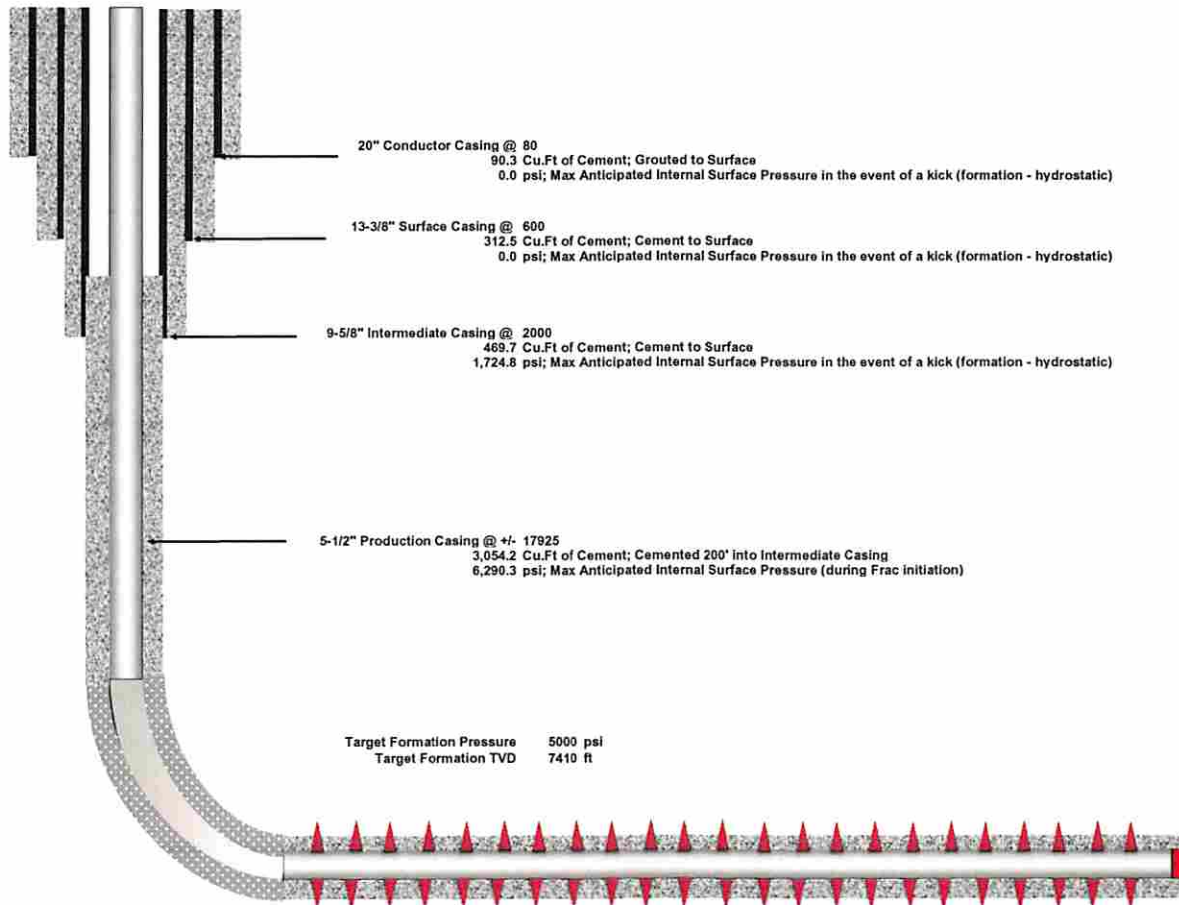 20" Conductor Casing @ 80
90.3 Cu.Ft of Cement; Grouted to Surface
0.0 psi; Max Anticipated Internal Surface Pressure in the event of a kick (formation - hydrostatic)
13-3/8" Surface Casing @ 600
312.5 Cu.Ft of Cement; Cement to Surface
0.0 psi; Max Anticipated Internal Surface Pressure in the event of a kick (formation - hydrostatic)
9-5/8" Intermediate Casing @ 2000
469.7 Cu.Ft of Cement; Cement to Surface
1,724.8 psi; Max Anticipated Internal Surface Pressure in the event of a kick (formation - hydrostatic)
5-1/2" Production Casing @ +/- 17925
3,054.2 Cu.Ft of Cement; Cemented 200' into Intermediate Casing
6,290.3 psi; Max Anticipated Internal Surface Pressure (during Frac initiation)
Target Formation Pressure 5000 psi
Target Formation TVD 7410 ft